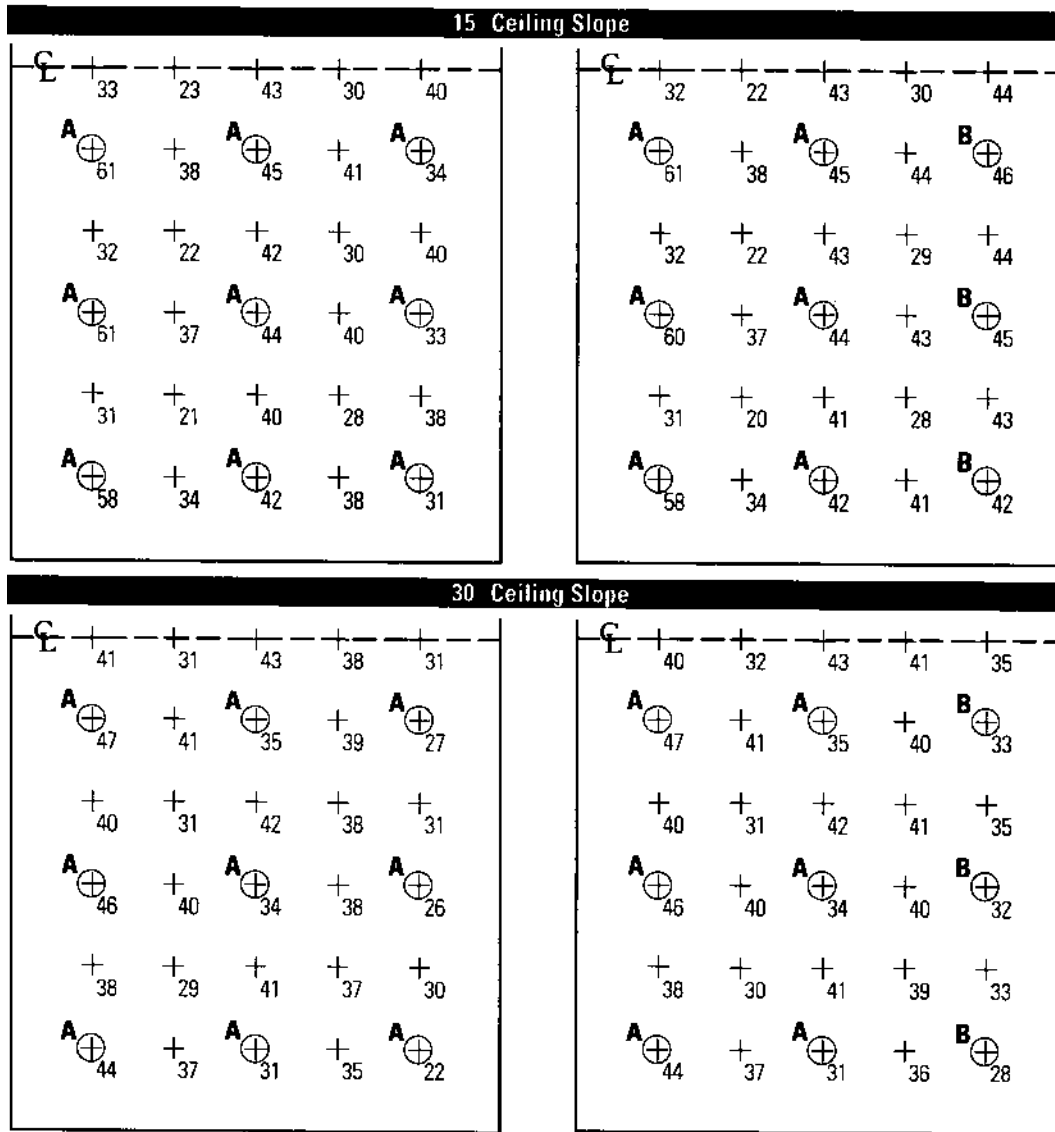 15 Ceiling Slope
℄
33 23 43 30 40
A A A
61 38 45 41 34
32 22 42 30 40
A A A
61 37 44 40 33
31 21 40 28 38
A A A
58 34 42 38 31
℄
32 22 43 30 44
A A B
61 38 45 44 46
32 22 43 29 44
A A B
60 37 44 43 45
31 20 41 28 43
A A B
58 34 42 41 42
30 Ceiling Slope
℄
41 31 43 38 31
A A A
47 41 35 39 27
40 31 42 38 31
A A A
46 40 34 38 26
38 29 41 37 30
A A A
44 37 31 35 22
℄
40 32 43 41 35
A A B
47 41 35 40 33
40 31 42 41 35
A A B
46 40 34 40 32
38 30 41 39 33
A A B
44 37 31 36 28